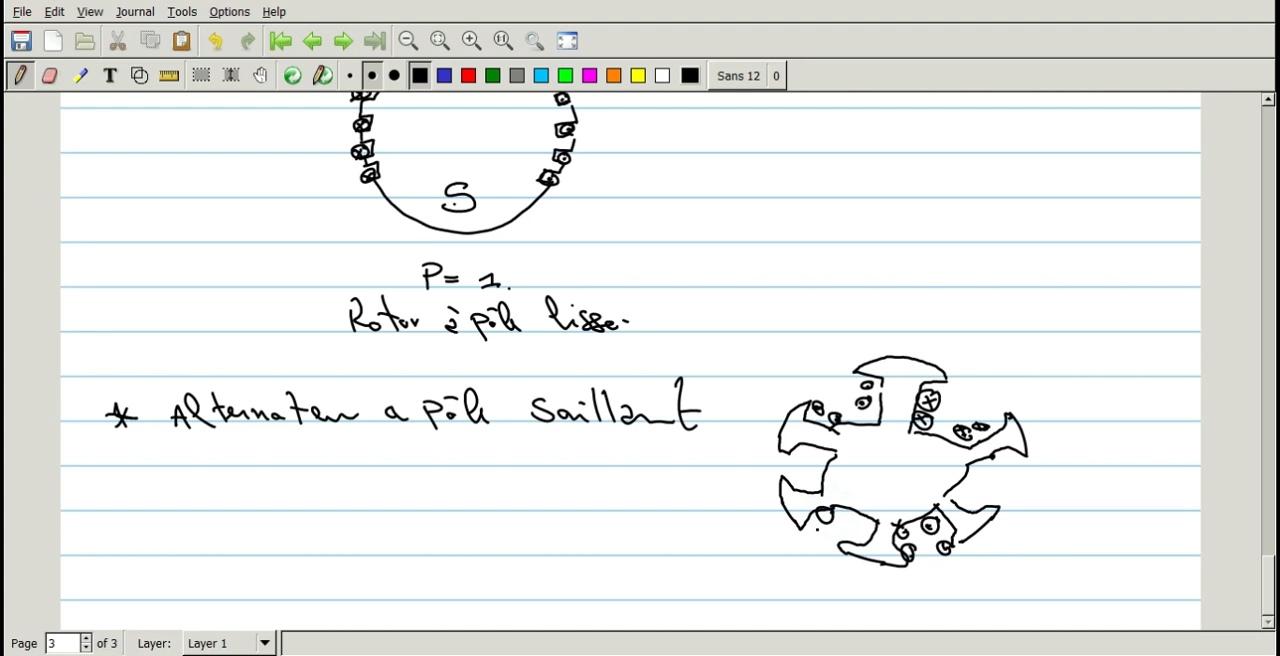 File Edit View Journal Tools Options Help
Sans 12 0
S
P= 1.
Rotor à pôle lisse.
* Alternateur a pôle Saillant
Page 3 of 3 Layer: Layer 1